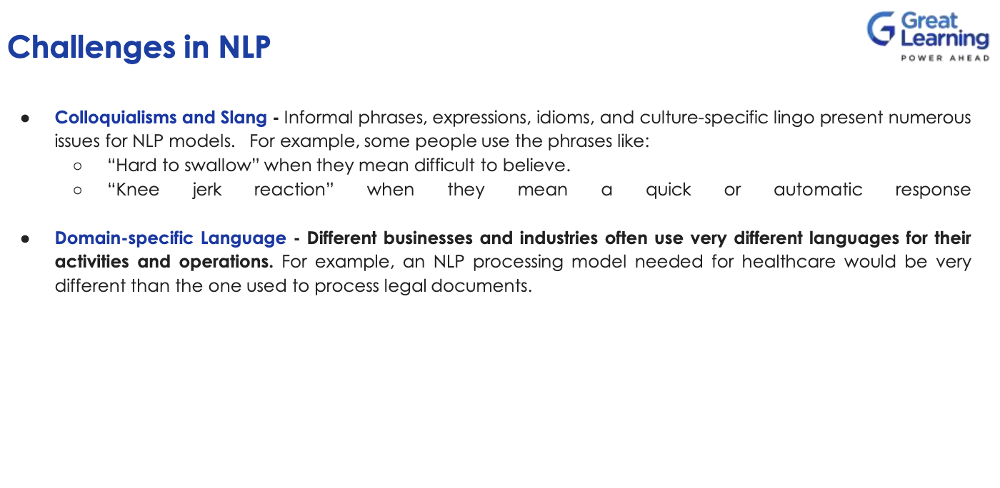 Challenges in NLP
Great
Learning
POWER AHEAD
● Colloquialisms and Slang - Informal phrases, expressions, idioms, and culture-specific lingo present numerous
issues for NLP models. For example, some people use the phrases like:
○ “Hard to swallow” when they mean difficult to believe.
○ “Knee jerk reaction” when they mean a quick or automatic response
● Domain-specific Language - Different businesses and industries often use very different languages for their
activities and operations. For example, an NLP processing model needed for healthcare would be very
different than the one used to process legal documents.